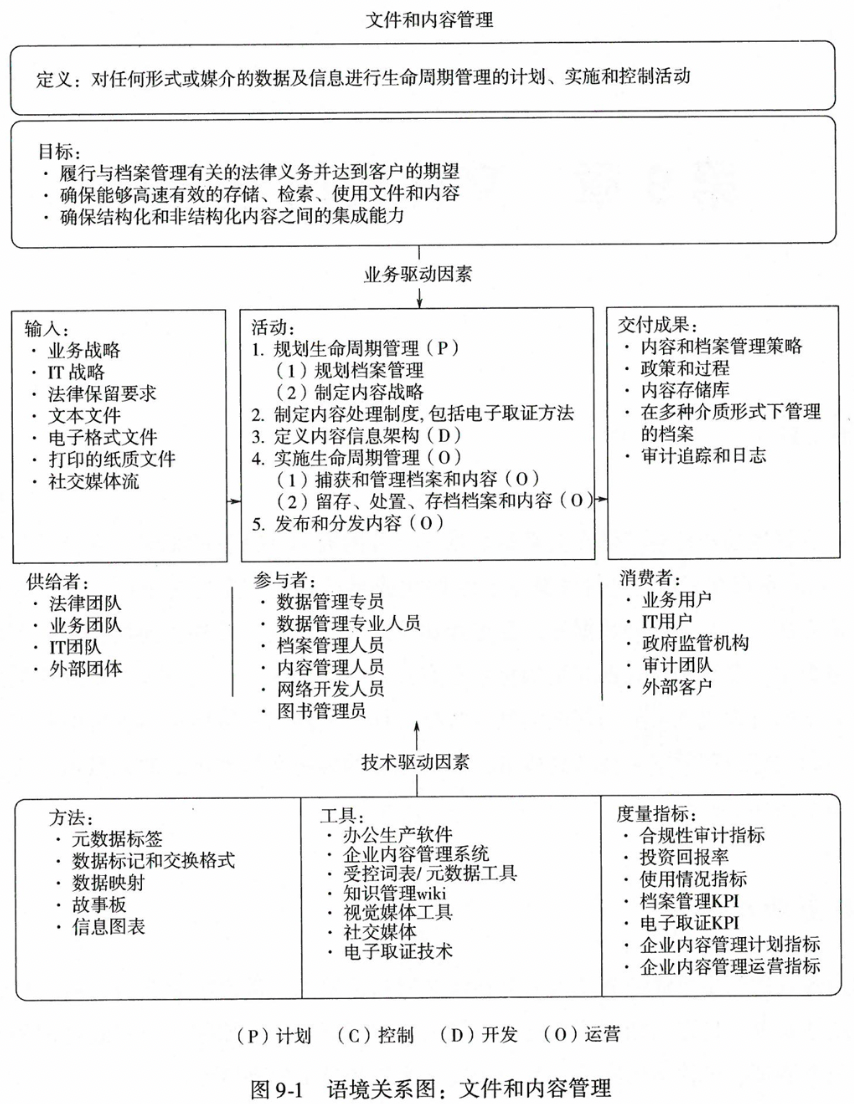 文件和内容管理
定义：对任何形式或媒介的数据及信息进行生命周期管理的计划、实施和控制活动
目标：
· 履行与档案管理有关的法律义务并达到客户的期望
· 确保能够高速有效的存储、检索、使用文件和内容
· 确保结构化和非结构化内容之间的集成能力
业务驱动因素
输入：
· 业务战略
· IT 战略
· 法律保留要求
· 文本文件
· 电子格式文件
· 打印的纸质文件
· 社交媒体流
活动：
1. 规划生命周期管理（P）
（1）规划档案管理
（2）制定内容战略
2. 制定内容处理制度, 包括电子取证方法
3. 定义内容信息架构（D）
4. 实施生命周期管理（O）
（1）捕获和管理档案和内容（O）
（2）留存、处置、存档档案和内容（O）
5. 发布和分发内容（O）
交付成果：
· 内容和档案管理策略
· 政策和过程
· 内容存储库
· 在多种介质形式下管理
的档案
· 审计追踪和日志
供给者：
· 法律团队
· 业务团队
· IT团队
· 外部团体
参与者：
· 数据管理专员
· 数据管理专业人员
· 档案管理人员
· 内容管理人员
· 网络开发人员
· 图书管理员
消费者：
· 业务用户
· IT用户
· 政府监管机构
· 审计团队
· 外部客户
技术驱动因素
方法：
· 元数据标签
· 数据标记和交换格式
· 数据映射
· 故事板
· 信息图表
工具：
· 办公生产软件
· 企业内容管理系统
· 受控词表/ 元数据工具
· 知识管理wiki
· 视觉媒体工具
· 社交媒体
· 电子取证技术
度量指标：
· 合规性审计指标
· 投资回报率
· 使用情况指标
· 档案管理KPI
· 电子取证KPI
· 企业内容管理计划指标
· 企业内容管理运营指标
（P）计划 （C）控制 （D）开发 （O）运营
图 9-1 语境关系图：文件和内容管理